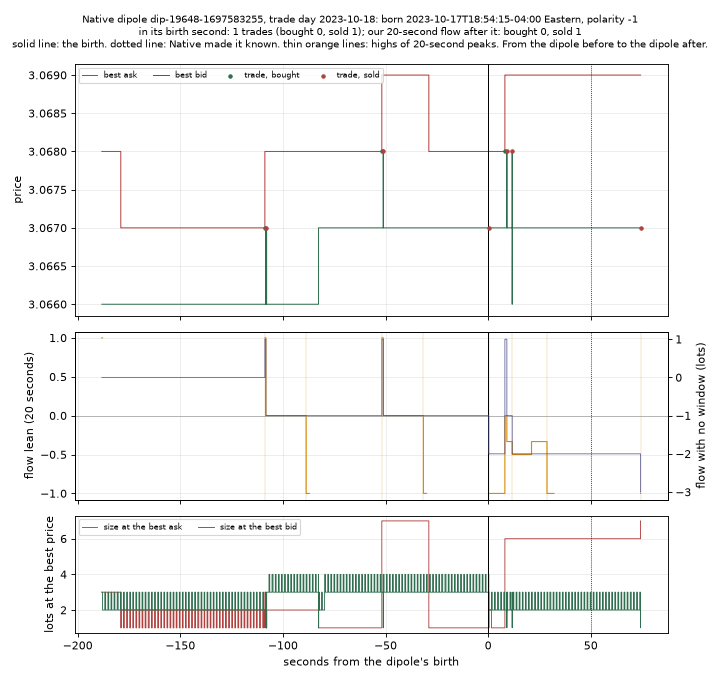 Native dipole dip-19648-1697583255, trade day 2023-10-18: born 2023-10-17T18:54:15-04:00 Eastern, polarity -1
in its birth second: 1 trades (bought 0, sold 1); our 20-second flow after it: bought 0, sold 1
solid line: the birth. dotted line: Native made it known. thin orange lines: highs of 20-second peaks. From the dipole before to the dipole after.
best ask
best bid
trade, bought
trade, sold
3.0690
3.0685
3.0680
3.0675
3.0670
3.0665
3.0660
price
1.0
0.5
0.0
−0.5
−1.0
flow lean (20 seconds)
1
0
−1
−2
−3
flow with no window (lots)
size at the best ask
size at the best bid
6
4
2
lots at the best price
−200
−150
−100
−50
0
50
seconds from the dipole's birth